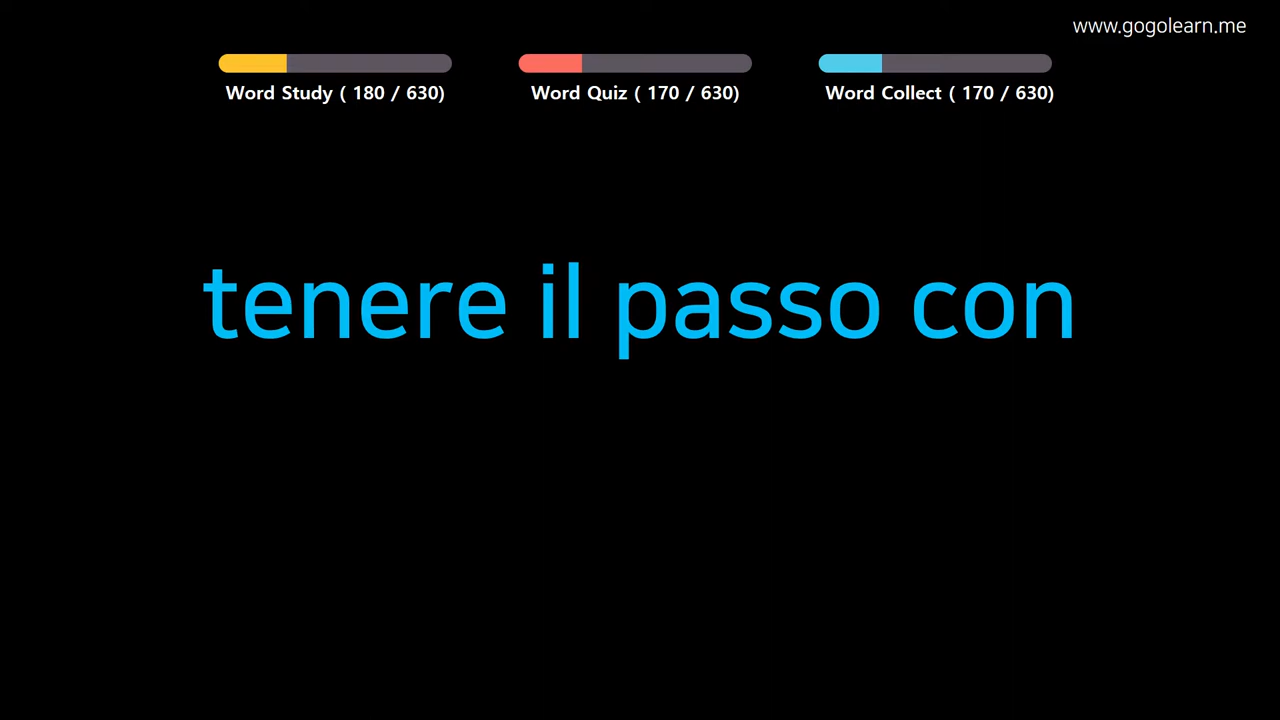 www.gogolearn.me
Word Study ( 180 / 630)
Word Quiz ( 170 / 630)
Word Collect ( 170 / 630)
tenere il passo con